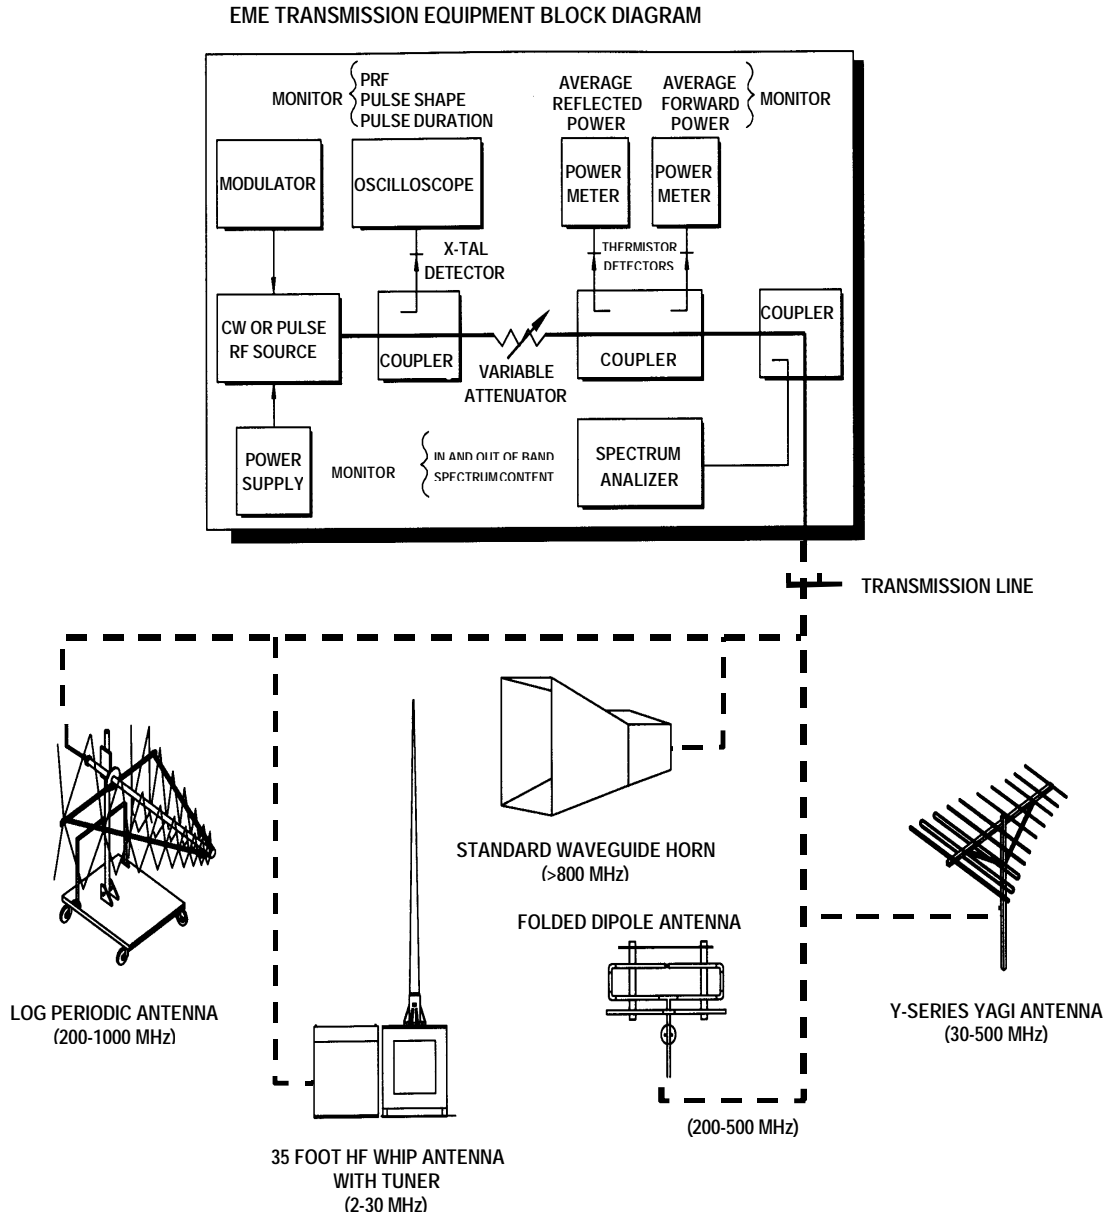 EME TRANSMISSION EQUIPMENT BLOCK DIAGRAM
MONITOR
PRF
PULSE SHAPE
PULSE DURATION
AVERAGE
REFLECTED
POWER
AVERAGE
FORWARD
POWER
MONITOR
MODULATOR
OSCILLOSCOPE
POWER
METER
POWER
METER
X-TAL
DETECTOR
THERMISTOR
DETECTORS
CW OR PULSE
RF SOURCE
COUPLER
VARIABLE
ATTENUATOR
COUPLER
COUPLER
POWER
SUPPLY
MONITOR
IN AND OUT OF BAND
SPECTRUM CONTENT
SPECTRUM
ANALIZER
TRANSMISSION LINE
STANDARD WAVEGUIDE HORN
(>800 MHz)
FOLDED DIPOLE ANTENNA
LOG PERIODIC ANTENNA
(200-1000 MHz)
Y-SERIES YAGI ANTENNA
(30-500 MHz)
(200-500 MHz)
35 FOOT HF WHIP ANTENNA
WITH TUNER
(2-30 MHz)